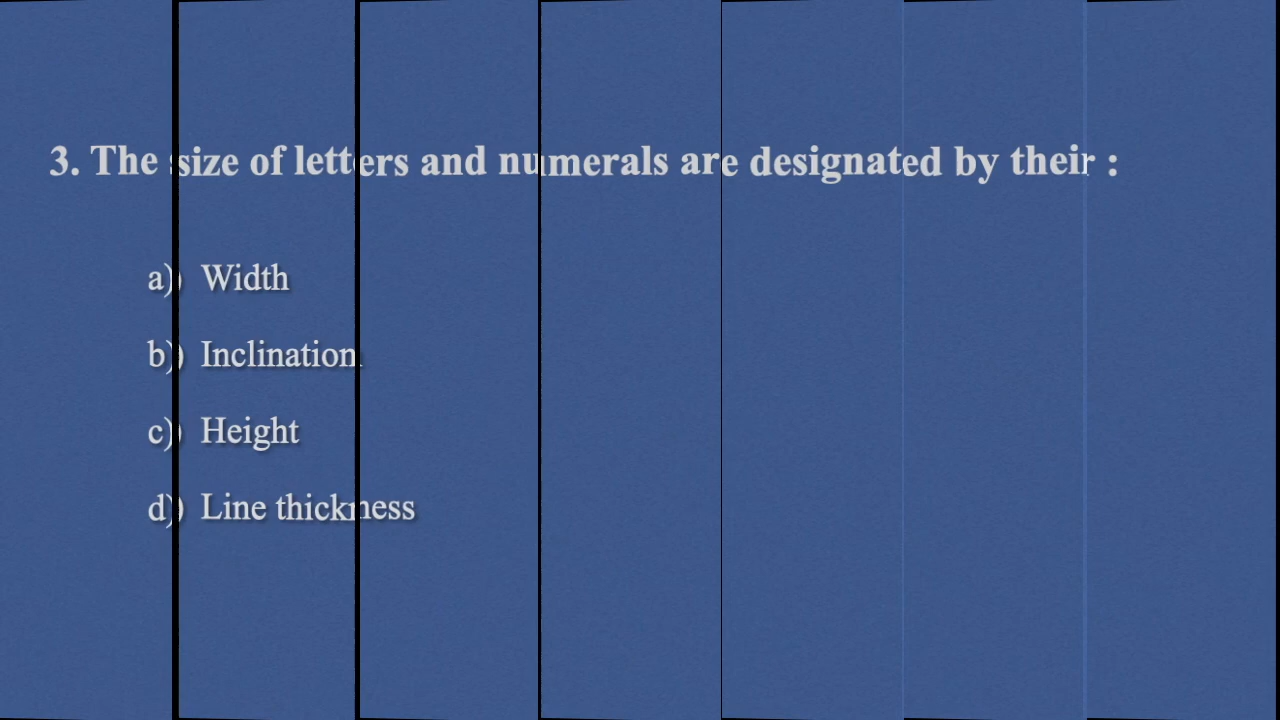 3. The size of letters and numerals are designated by their :
a) Width
b) Inclination
c) Height
d) Line thickness